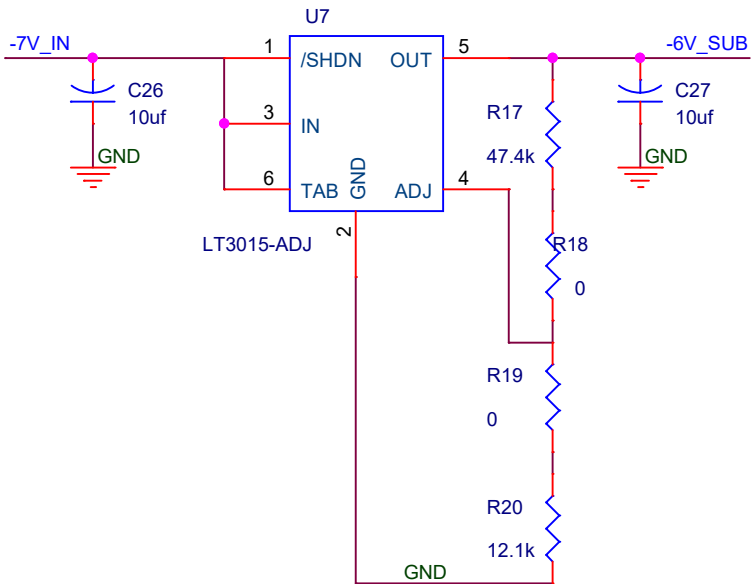 U7
-7V_IN
1
/SHDN
OUT
5
-6V_SUB
C26
10uf
GND
3
IN
6
TAB
GND
ADJ
4
2
LT3015-ADJ
R17
47.4k
C27
10uf
GND
R18
0
R19
0
R20
12.1k
GND